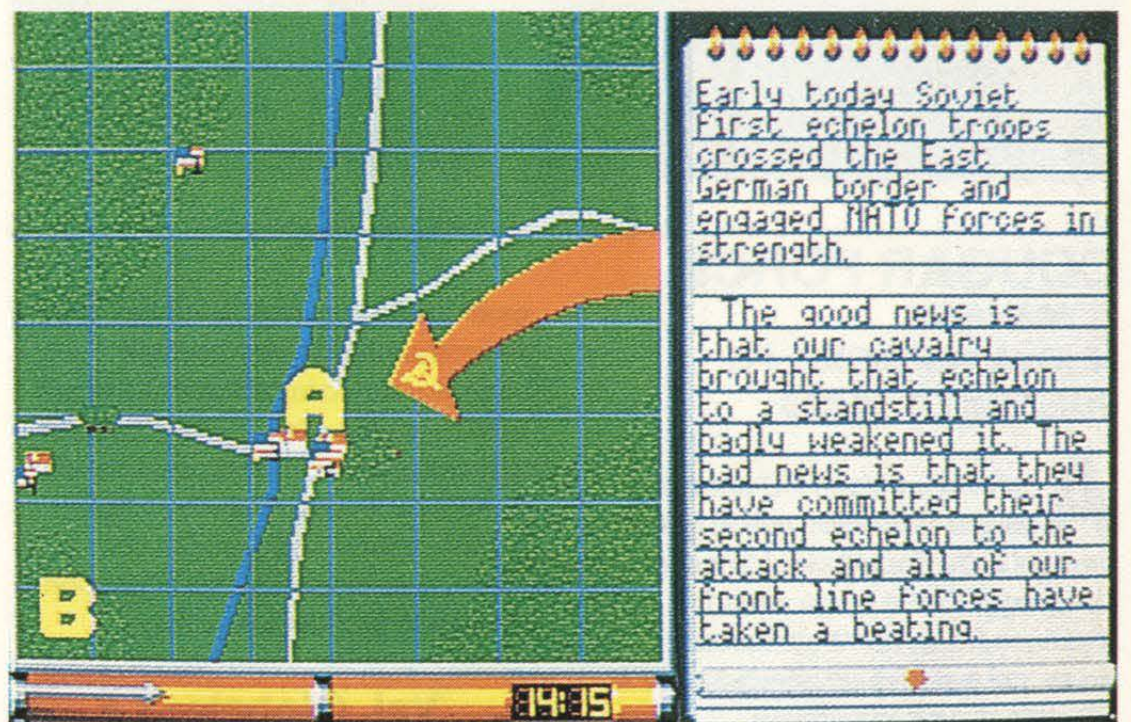 A
B
14:15
Early today Soviet
first echelon troops
crossed the East
German border and
engaged NATO forces in
strength.
The good news is
that our cavalry
brought that echelon
to a standstill and
badly weakened it. The
bad news is that they
have committed their
second echelon to the
attack and all of our
front line forces have
taken a beating.